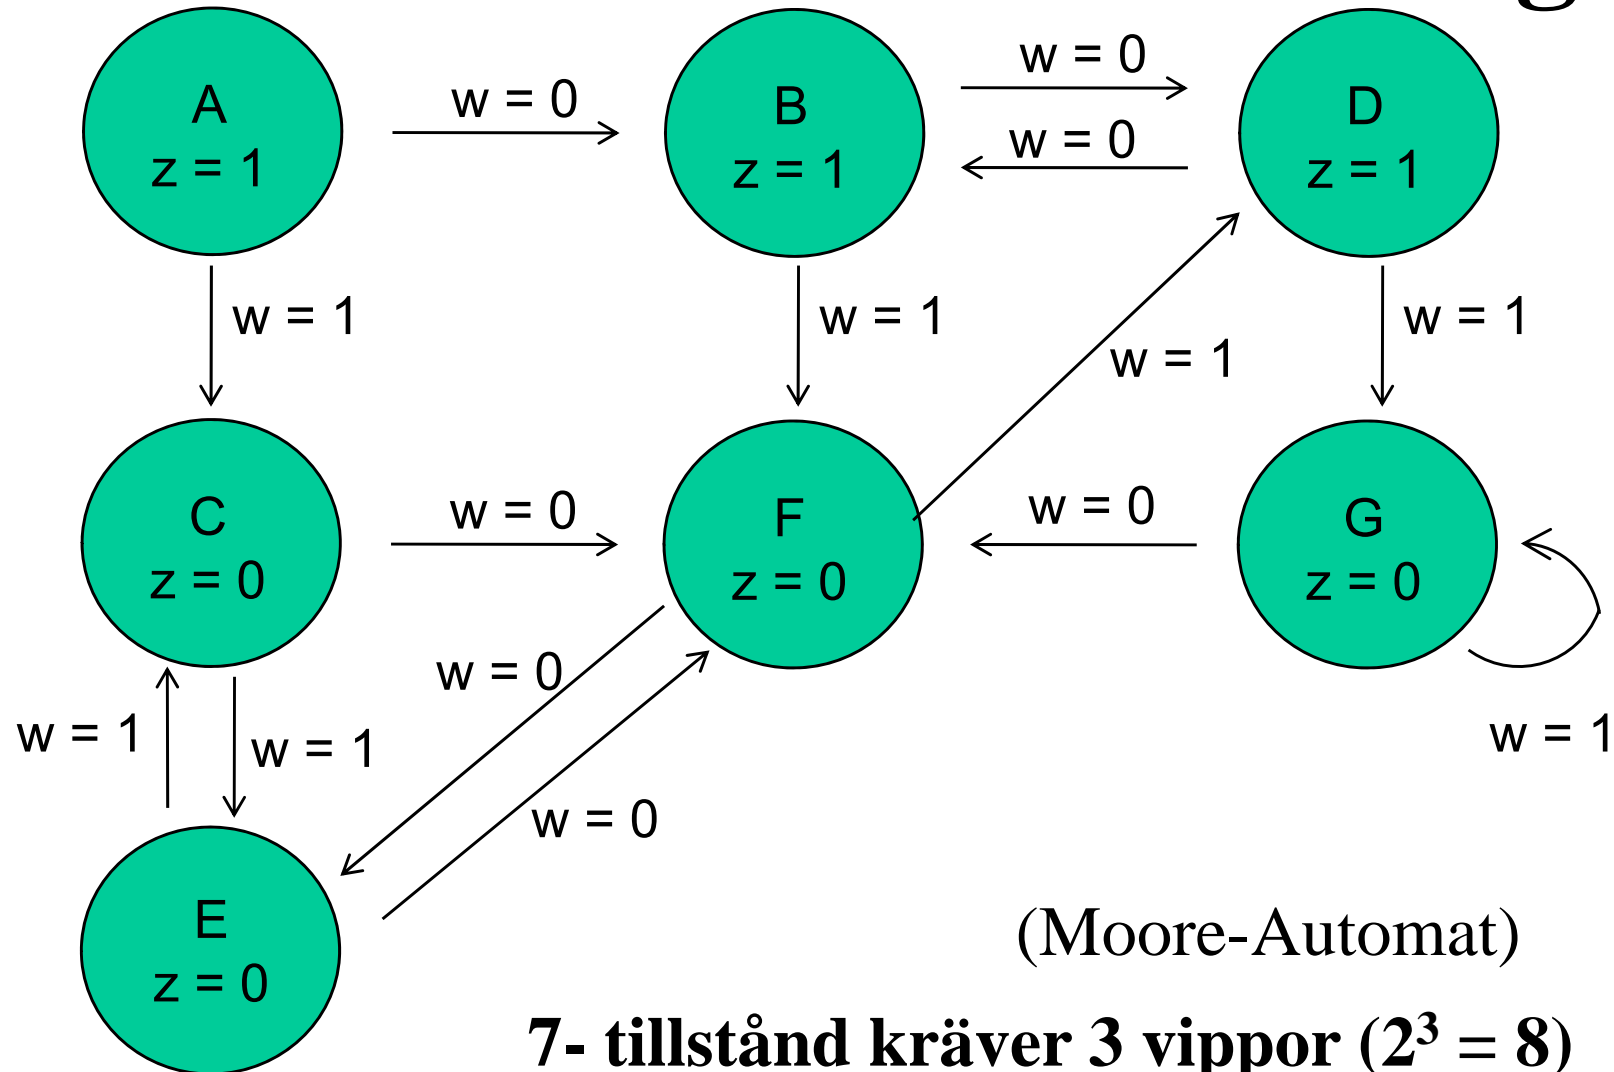 w = 0
A
z = 1
w = 0
B
z = 1
w = 0
D
z = 1
w = 1
w = 1
w = 1
w = 1
C
z = 0
w = 0
F
z = 0
w = 0
G
z = 0
w = 0
w = 1
w = 1
w = 1
w = 0
E
z = 0
(Moore-Automat)
7- tillstånd kräver 3 vippor (2³ = 8)